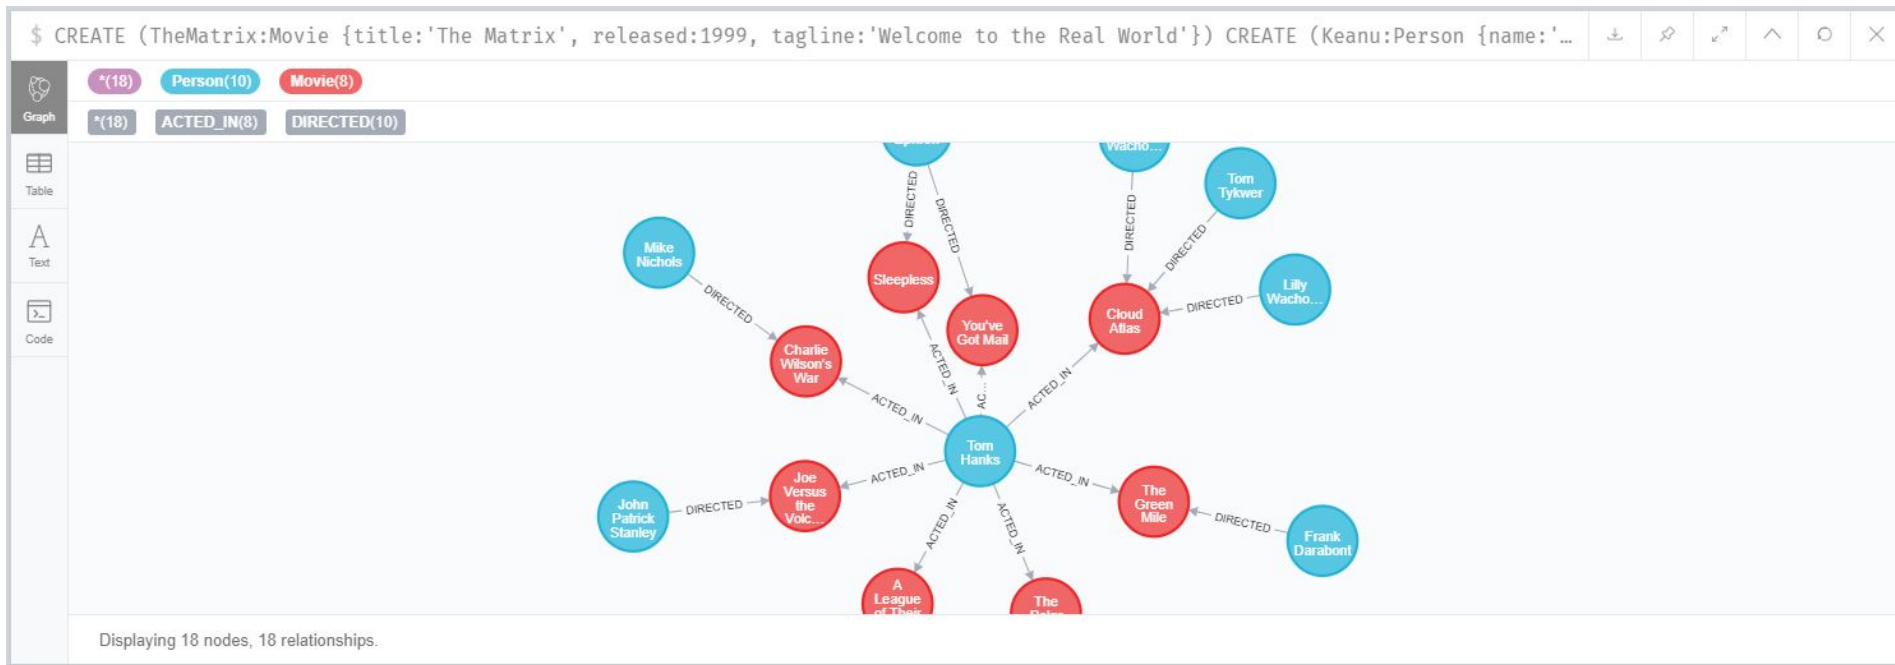 $ CREATE (TheMatrix:Movie {title:'The Matrix', released:1999, tagline:'Welcome to the Real World'}) CREATE (Keanu:Person {name:'…
*(18) Person(10) Movie(8)
*(18) ACTED_IN(8) DIRECTED(10)
Graph
Table
Text
Code
Wacho…
Tom
Tykwer
DIRECTED
DIRECTED
DIRECTED
DIRECTED
Mike
Nichols
DIRECTED
Sleepless
Lilly
Wacho…
DIRECTED
Cloud
Atlas
You've
Got Mail
Charlie
Wilson's
War
ACTED_IN
AC…
ACTED_IN
ACTED_IN
Tom
Hanks
ACTED_IN
ACTED_IN
Joe
Versus
the
Volc…
The
Green
Mile
John
Patrick
Stanley
DIRECTED
ACTED_IN
ACTED_IN
DIRECTED
Frank
Darabont
A
League
of Their
The
Displaying 18 nodes, 18 relationships.